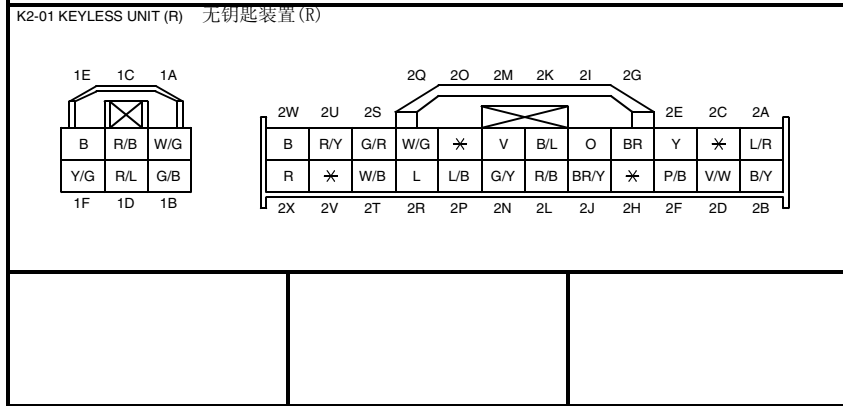 K2-01 KEYLESS UNIT (R) 无钥匙装置(R)
1E 1C 1A
B R/B W/G
Y/G R/L G/B
1F 1D 1B
2Q 2O 2M 2K 2I 2G
2W 2U 2S 2E 2C 2A
B R/Y G/R W/G * V B/L O BR Y * L/R
R * W/B L L/B G/Y R/B BR/Y * P/B V/W B/Y
2X 2V 2T 2R 2P 2N 2L 2J 2H 2F 2D 2B